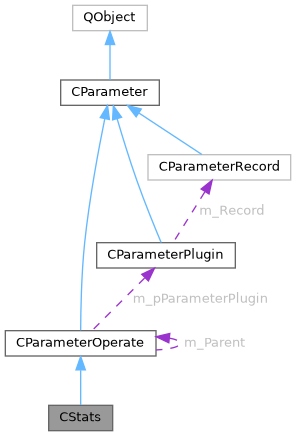 QObject
CParameter
CParameterRecord
m_Record
CParameterPlugin
m_pParameterPlugin
CParameterOperate
m_Parent
CStats